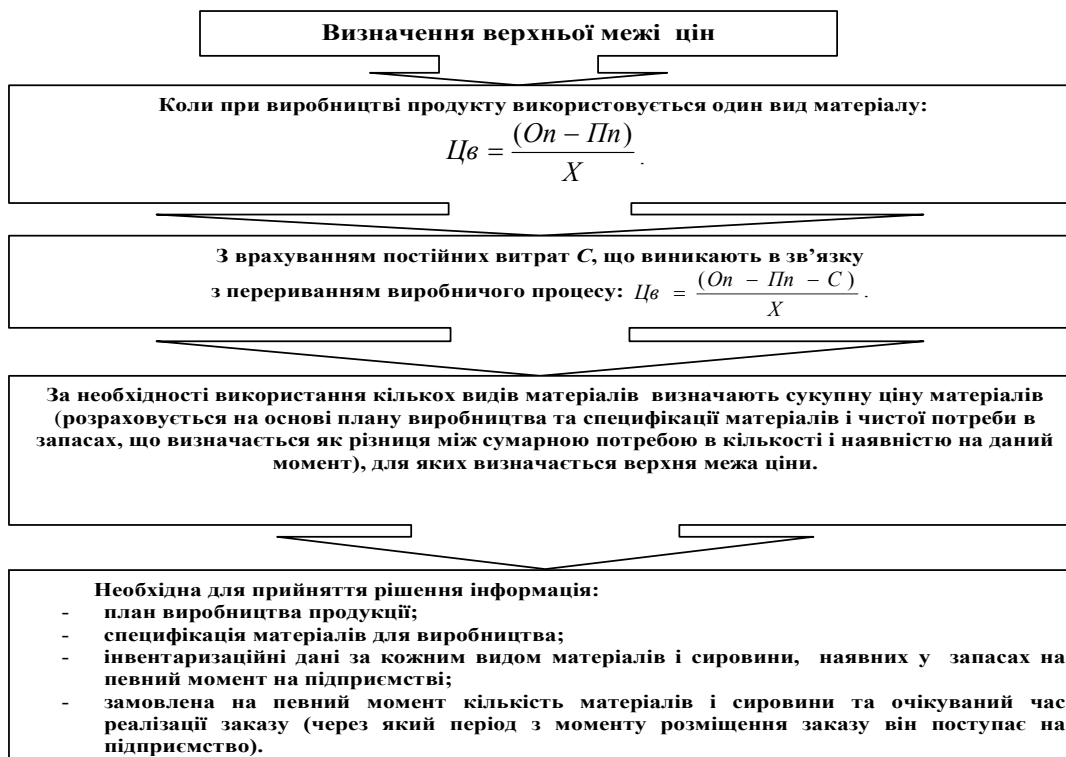 Визначення верхньої межі цін
Коли при виробництві продукту використовується один вид матеріалу:
Цв = (Оп − Пп) / Х .
З врахуванням постійних витрат С, що виникають в зв’язку
з перериванням виробничого процесу: Цв = (Оп − Пп − С) / Х .
За необхідності використання кількох видів матеріалів визначають сукупну ціну матеріалів
(розраховується на основі плану виробництва та специфікації матеріалів і чистої потреби в
запасах, що визначається як різниця між сумарною потребою в кількості і наявністю на даний
момент), для яких визначається верхня межа ціни.
Необхідна для прийняття рішення інформація:
- план виробництва продукції;
- специфікація матеріалів для виробництва;
- інвентаризаційні дані за кожним видом матеріалів і сировини, наявних у запасах на
певний момент на підприємстві;
- замовлена на певний момент кількість матеріалів і сировини та очікуваний час
реалізації заказу (через який період з моменту розміщення заказу він поступає на
підприємство).